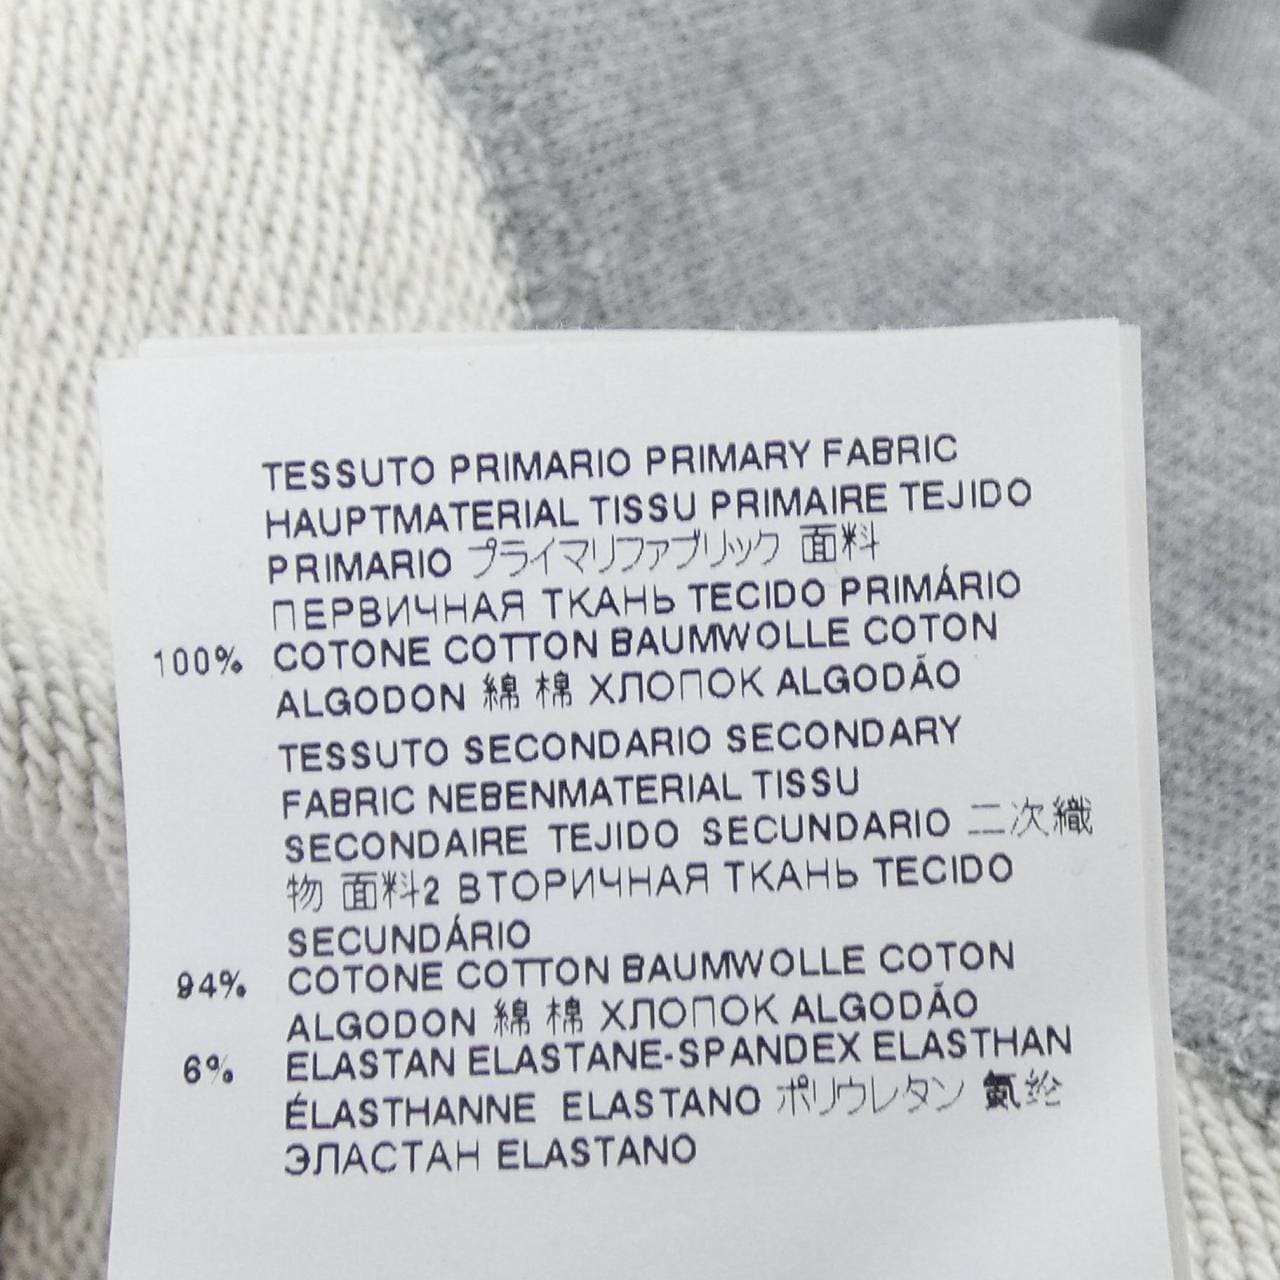 TESSUTO PRIMARIO PRIMARY FABRIC
HAUPTMATERIAL TISSU PRIMAIRE TEJIDO
PRIMARIO プライマリファブリック 面料
ПЕРВИЧНАЯ ТКАНЬ TECIDO PRIMÁRIO
100% COTONE COTTON BAUMWOLLE COTON
ALGODON 綿 棉 ХЛОПОК ALGODÃO
TESSUTO SECONDARIO SECONDARY
FABRIC NEBENMATERIAL TISSU
SECONDAIRE TEJIDO SECUNDARIO 二次織
物 面料2 ВТОРИЧНАЯ ТКАНЬ TECIDO
SECUNDÁRIO
94% COTONE COTTON BAUMWOLLE COTON
ALGODON 綿 棉 ХЛОПОК ALGODÃO
6% ELASTAN ELASTANE-SPANDEX ELASTHAN
ÉLASTHANNE ELASTANO ポリウレタン 氨纶
ЭЛАСТАН ELASTANO